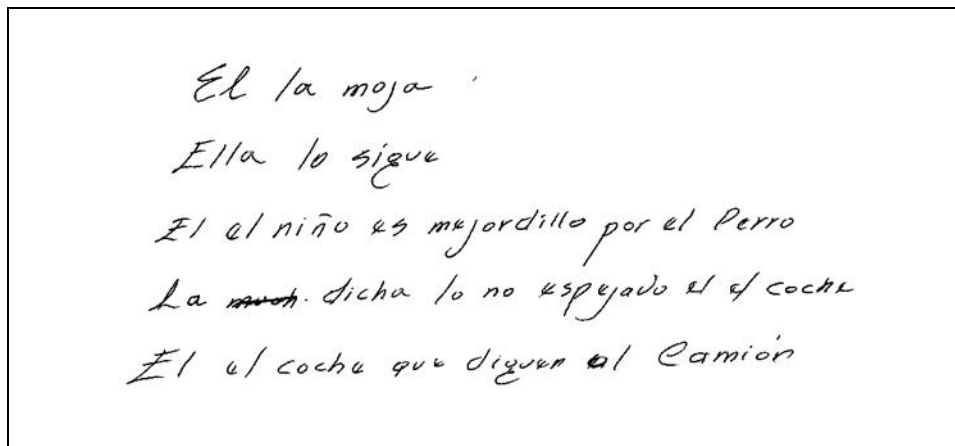 El la moja
Ella lo sigue
El el niño es mejordillo por el Perro
La dicha lo no espejado el el coche
El el coche que diguen al Camión